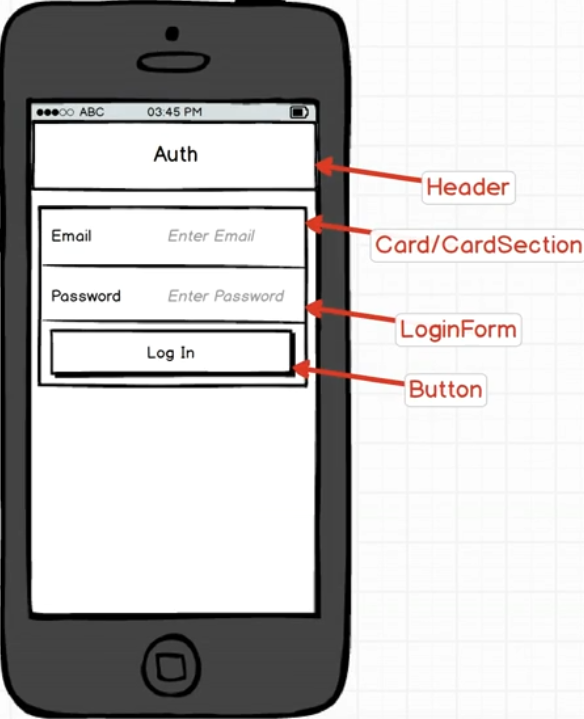 ABC 03:45 PM
Auth
Header
Email Enter Email
Card/CardSection
Password Enter Password
LoginForm
Log In
Button